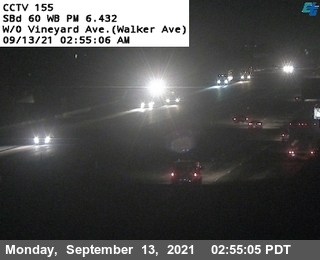 CCTV 155
SBd 60 WB PM 6.432
W/O Vineyard Ave.(Walker Ave)
09/13/21 02:55:06 AM
Monday, September 13, 2021 02:55:05 PDT